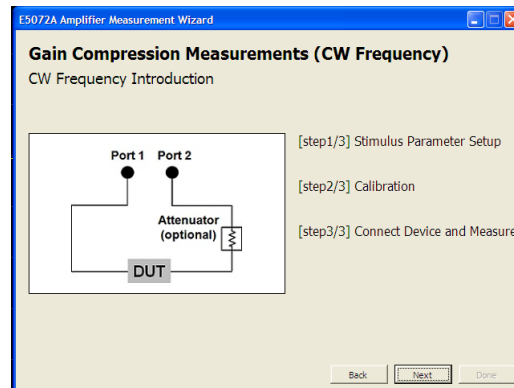 E5072A Amplifier Measurement Wizard
Gain Compression Measurements (CW Frequency)
CW Frequency Introduction
Port 1 Port 2
Attenuator
(optional)
DUT
[step1/3] Stimulus Parameter Setup
[step2/3] Calibration
[step3/3] Connect Device and Measure
Back Next Done